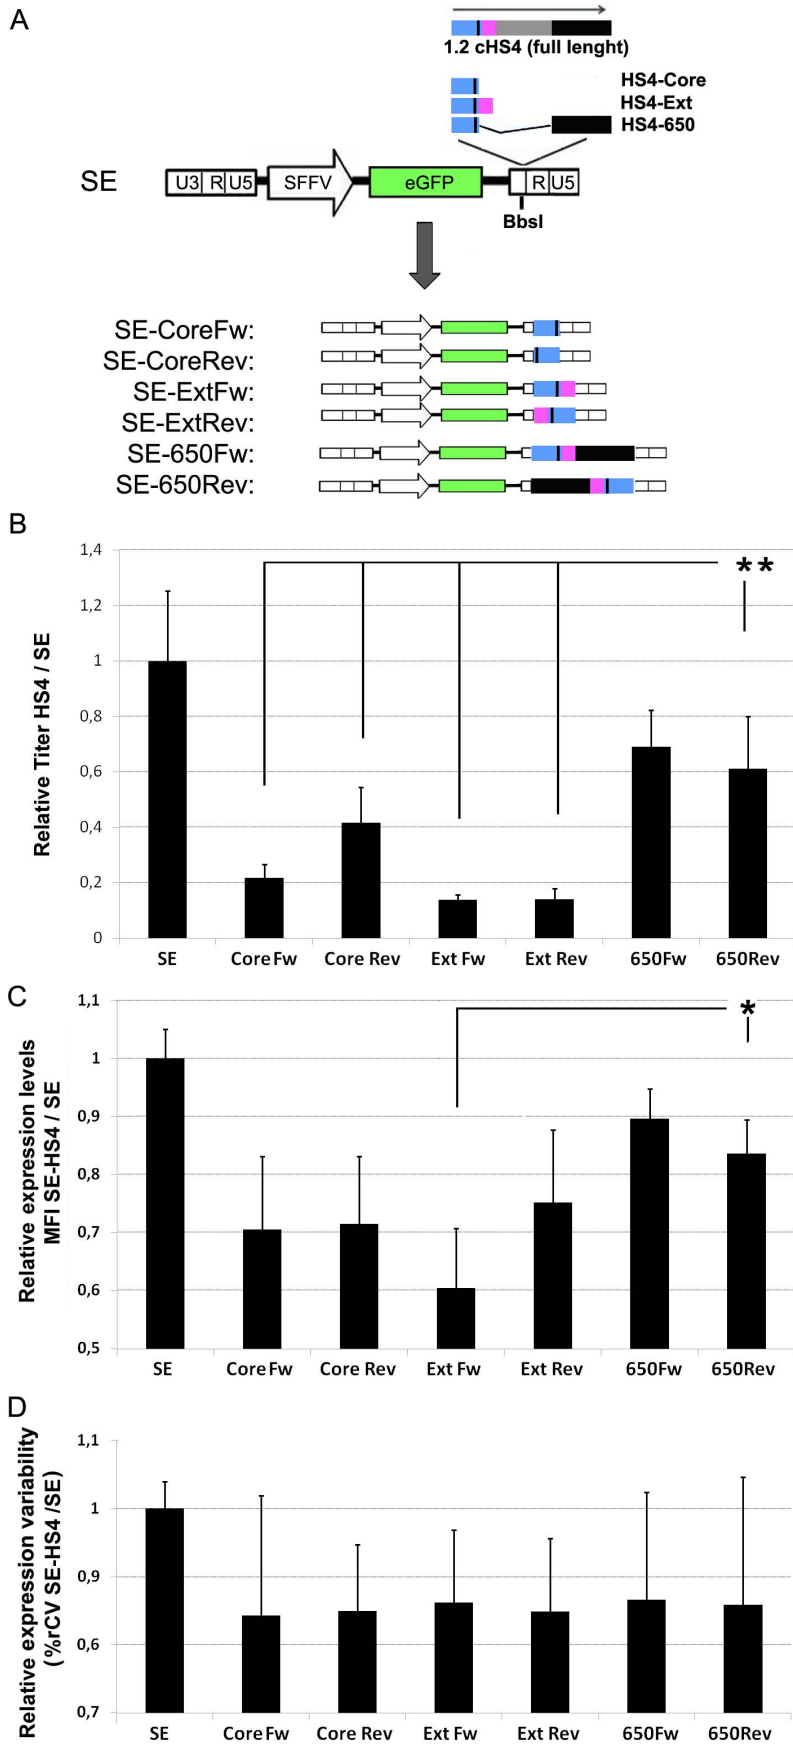 A
1.2 cHS4 (full lenght)
HS4-Core
HS4-Ext
HS4-650
SE
U3 R U5 SFFV eGFP R U5
BbsI
SE-CoreFw:
SE-CoreRev:
SE-ExtFw:
SE-ExtRev:
SE-650Fw:
SE-650Rev:
B
Relative Titer HS4 / SE
1,4
1,2
1
0,8
0,6
0,4
0,2
0
**
SE Core Fw Core Rev Ext Fw Ext Rev 650Fw 650Rev
C
Relative expression levels
MFI SE-HS4 / SE
1,1
1
0,9
0,8
0,7
0,6
0,5
*
SE Core Fw Core Rev Ext Fw Ext Rev 650Fw 650Rev
D
Relative expression variability
(%rCV SE-HS4 /SE)
1,1
1
0,9
0,6
0,7
SE Core Fw Core Rev Ext Fw Ext Rev 650Fw 650Rev